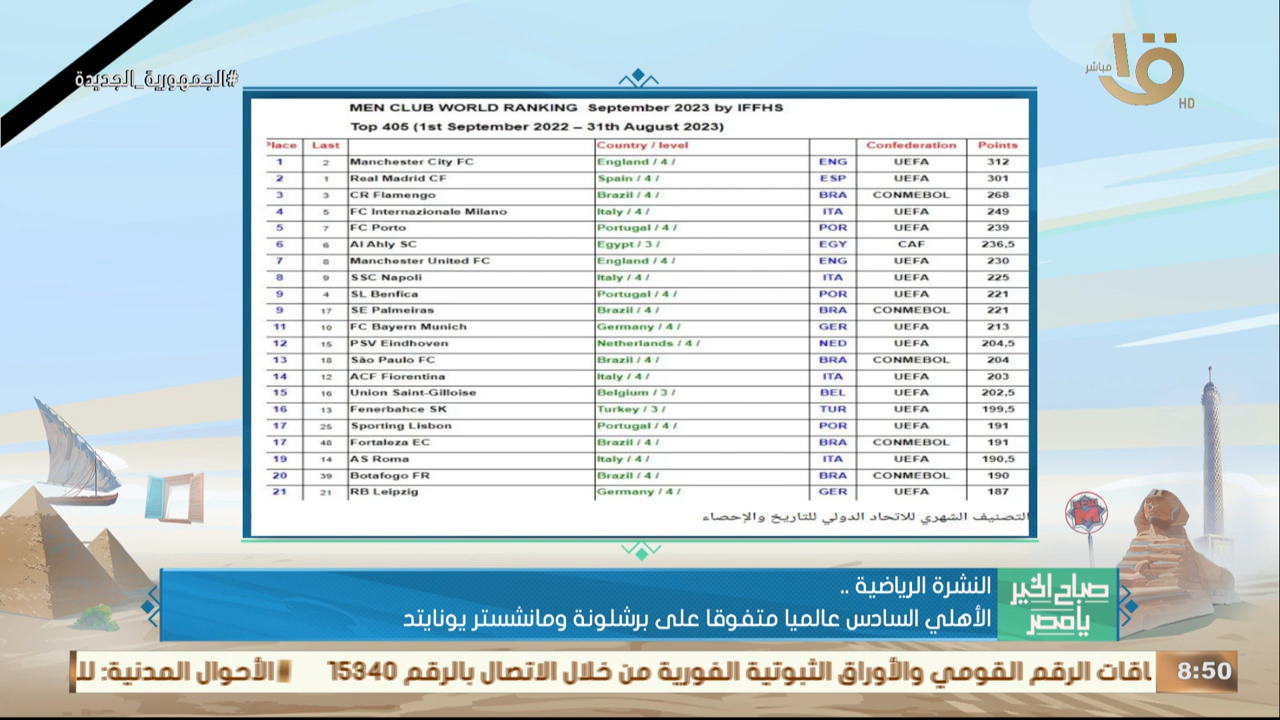 #الجمهورية_الجديدة
مباشر
HD
MEN CLUB WORLD RANKING September 2023 by IFFHS
Top 405 (1st September 2022 – 31th August 2023)
Place Last Country / level Confederation Points
1 2 Manchester City FC England / 4 / ENG UEFA 312
2 1 Real Madrid CF Spain / 4 / ESP UEFA 301
3 3 CR Flamengo Brazil / 4 / BRA CONMEBOL 268
4 5 FC Internazionale Milano Italy / 4 / ITA UEFA 249
5 7 FC Porto Portugal / 4 / POR UEFA 239
6 6 Al Ahly SC Egypt / 3 / EGY CAF 236,5
7 8 Manchester United FC England / 4 / ENG UEFA 230
8 9 SSC Napoli Italy / 4 / ITA UEFA 225
9 4 SL Benfica Portugal / 4 / POR UEFA 221
9 17 SE Palmeiras Brazil / 4 / BRA CONMEBOL 221
11 10 FC Bayern Munich Germany / 4 / GER UEFA 213
12 15 PSV Eindhoven Netherlands / 4 / NED UEFA 204,5
13 18 São Paulo FC Brazil / 4 / BRA CONMEBOL 204
14 12 ACF Fiorentina Italy / 4 / ITA UEFA 203
15 16 Union Saint-Gilloise Belgium / 3 / BEL UEFA 202,5
16 13 Fenerbahce SK Turkey / 3 / TUR UEFA 199,5
17 25 Sporting Lisbon Portugal / 4 / POR UEFA 191
17 48 Fortaleza EC Brazil / 4 / BRA CONMEBOL 191
19 14 AS Roma Italy / 4 / ITA UEFA 190,5
20 39 Botafogo FR Brazil / 4 / BRA CONMEBOL 190
21 21 RB Leipzig Germany / 4 / GER UEFA 187
التصنيف الشهري للاتحاد الدولي للتاريخ والإحصاء
صباح الخير
يا مصر
النشرة الرياضية ..
الأهلي السادس عالميا متفوقا على برشلونة ومانشستر يونايتد
8:50
اقات الرقم القومي والأوراق الثبوتية الفورية من خلال الاتصال بالرقم 15340 الأحوال المدنية: لل